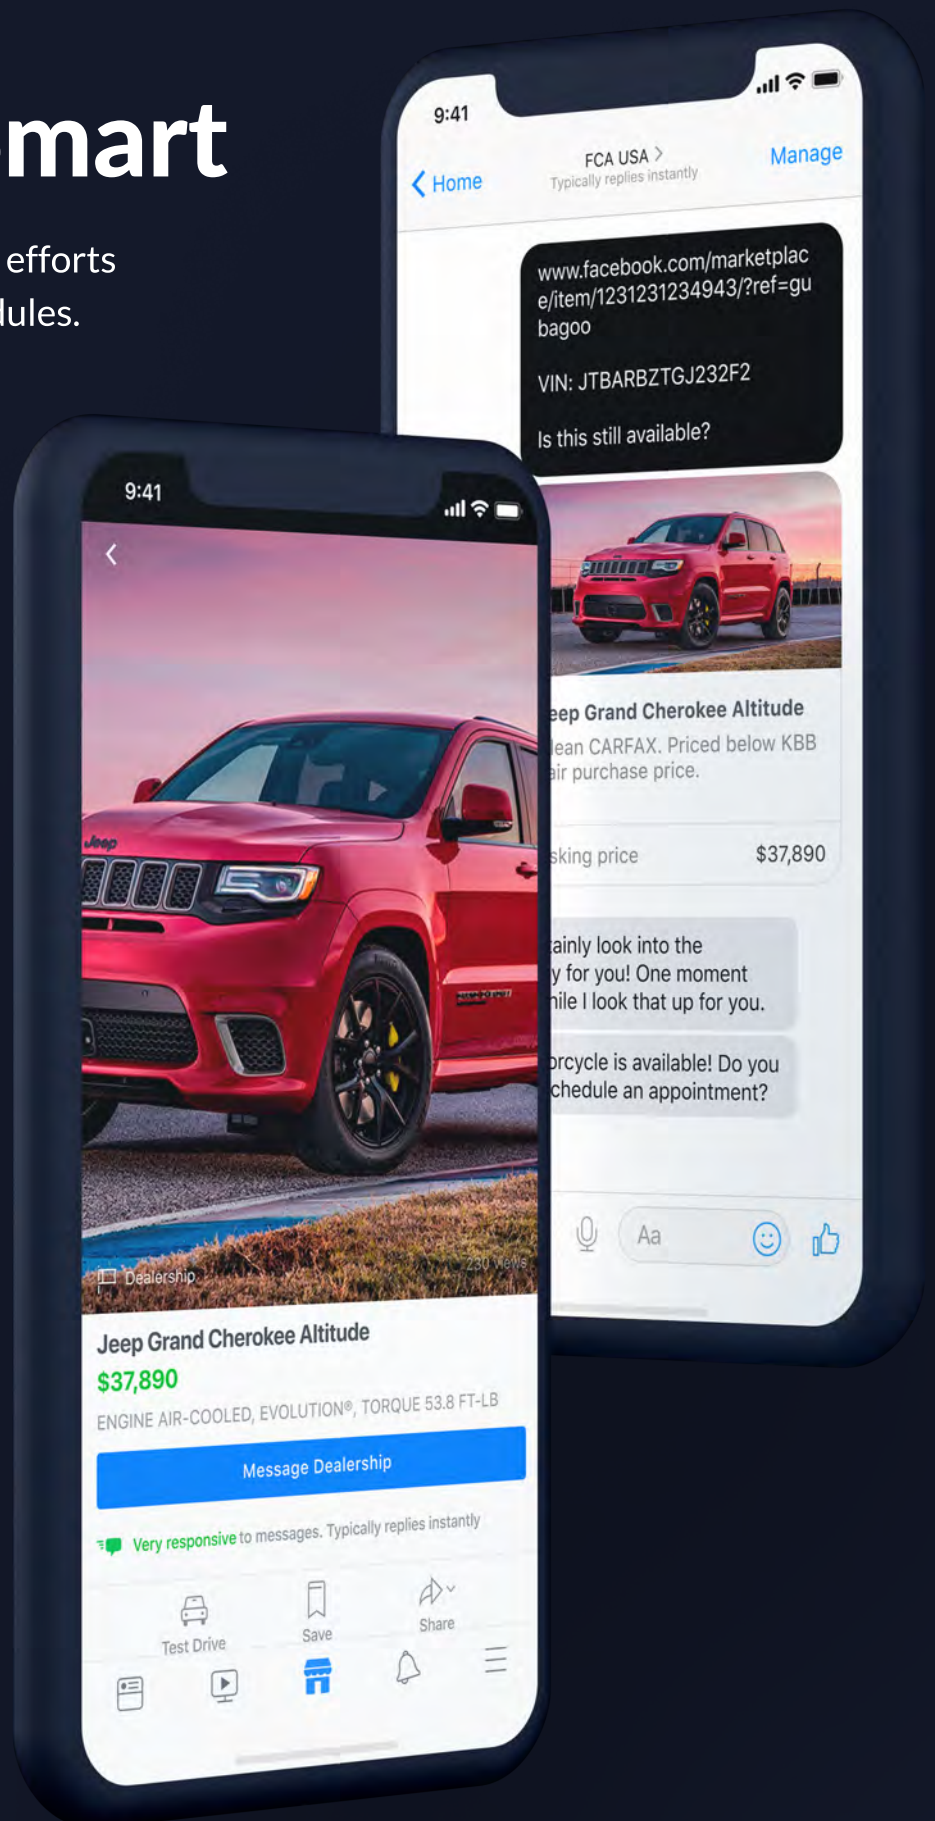 mart
efforts
dules.
9:41
Home
FCA USA >
Typically replies instantly
Manage
www.facebook.com/marketplac
e/item/1231231234943/?ref=gu
bagoo
VIN: JTBARBZTGJ232F2
Is this still available?
eep Grand Cherokee Altitude
lean CARFAX. Priced below KBB
air purchase price.
sking price $37,890
ainly look into the
y for you! One moment
hile I look that up for you.
orcycle is available! Do you
chedule an appointment?
Aa
9:41
Jeep
Dealership
230 views
Jeep Grand Cherokee Altitude
$37,890
ENGINE AIR-COOLED, EVOLUTION®, TORQUE 53.8 FT-LB
Message Dealership
Very responsive to messages. Typically replies instantly
Test Drive
Save
Share